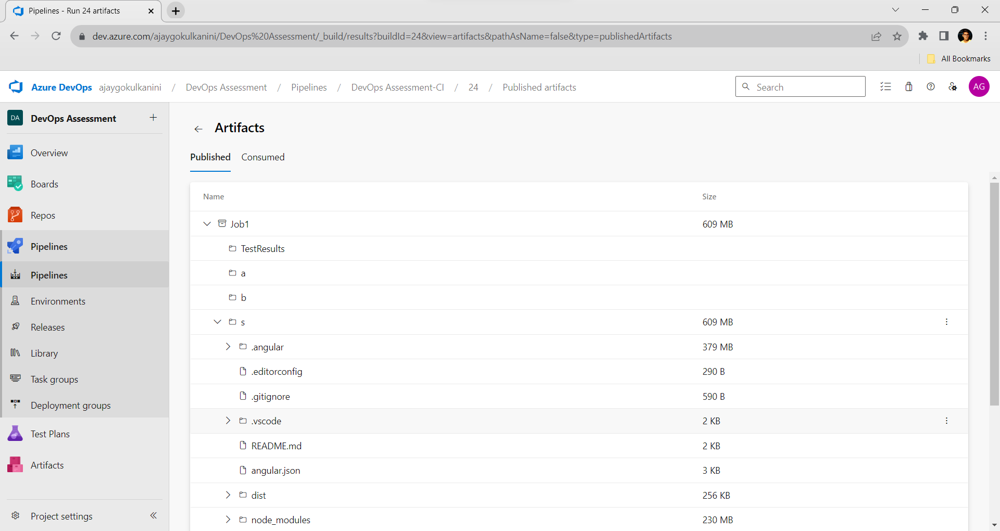 Pipelines - Run 24 artifacts
dev.azure.com/ajaygokulkanini/DevOps%20Assessment/_build/results?buildId=24&view=artifacts&pathAsName=false&type=publishedArtifacts
All Bookmarks
Azure DevOps ajaygokulkanini / DevOps Assessment / Pipelines / DevOps Assessment-CI / 24 / Published artifacts
Search
AG
DA DevOps Assessment
Overview
Boards
Repos
Pipelines
Pipelines
Environments
Releases
Library
Task groups
Deployment groups
Test Plans
Artifacts
Project settings
Artifacts
Published Consumed
Name Size
Job1 609 MB
TestResults
a
b
s 609 MB
.angular 379 MB
.editorconfig 290 B
.gitignore 590 B
.vscode 2 KB
README.md 2 KB
angular.json 3 KB
dist 256 KB
node_modules 230 MB